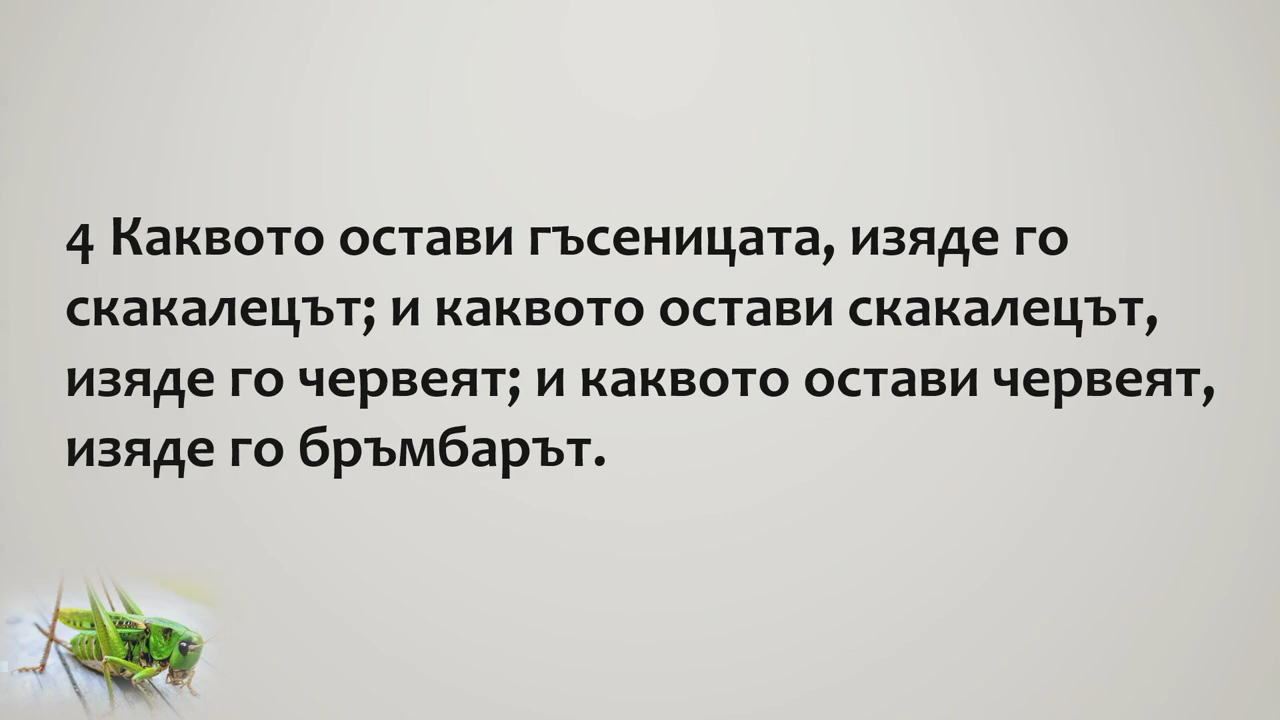 4 Каквото остави гъсеницата, изяде го
скакалецът; и каквото остави скакалецът,
изяде го червеят; и каквото остави червеят,
изяде го бръмбарът.